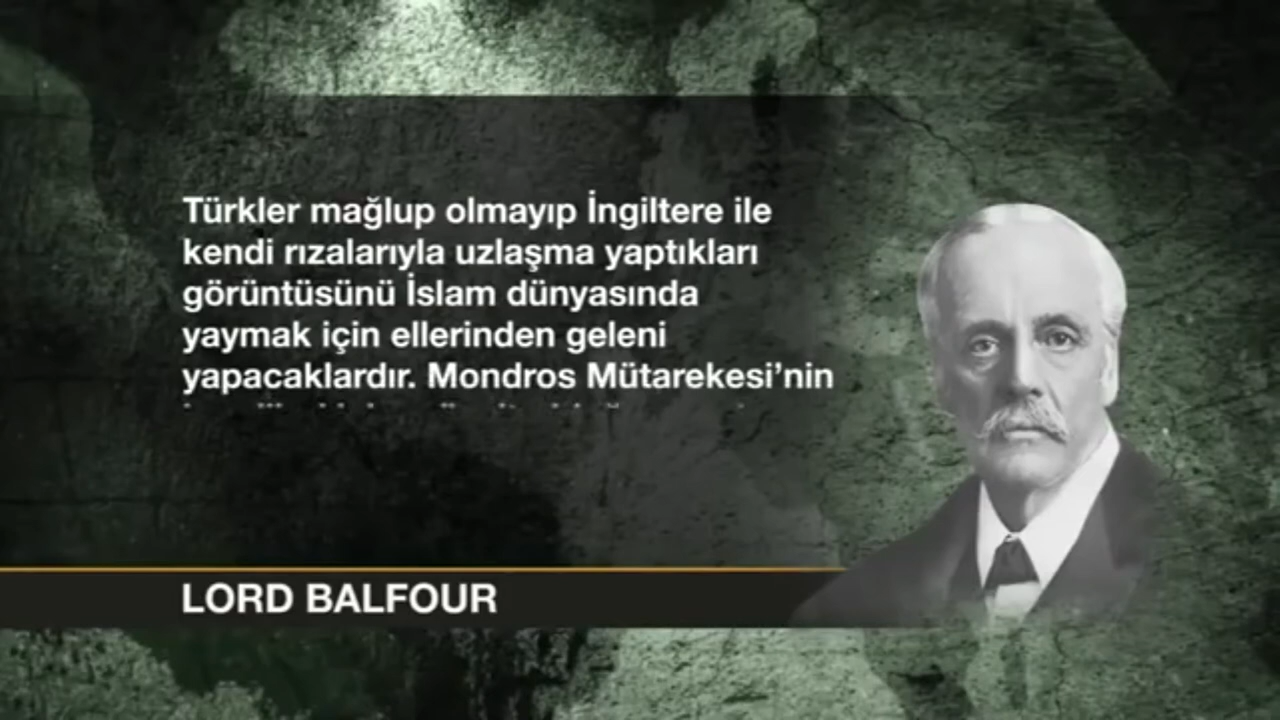 Türkler mağlup olmayıp İngiltere ile
kendi rızalarıyla uzlaşma yaptıkları
görüntüsünü İslam dünyasında
yaymak için ellerinden geleni
yapacaklardır. Mondros Mütarekesi’nin
LORD BALFOUR